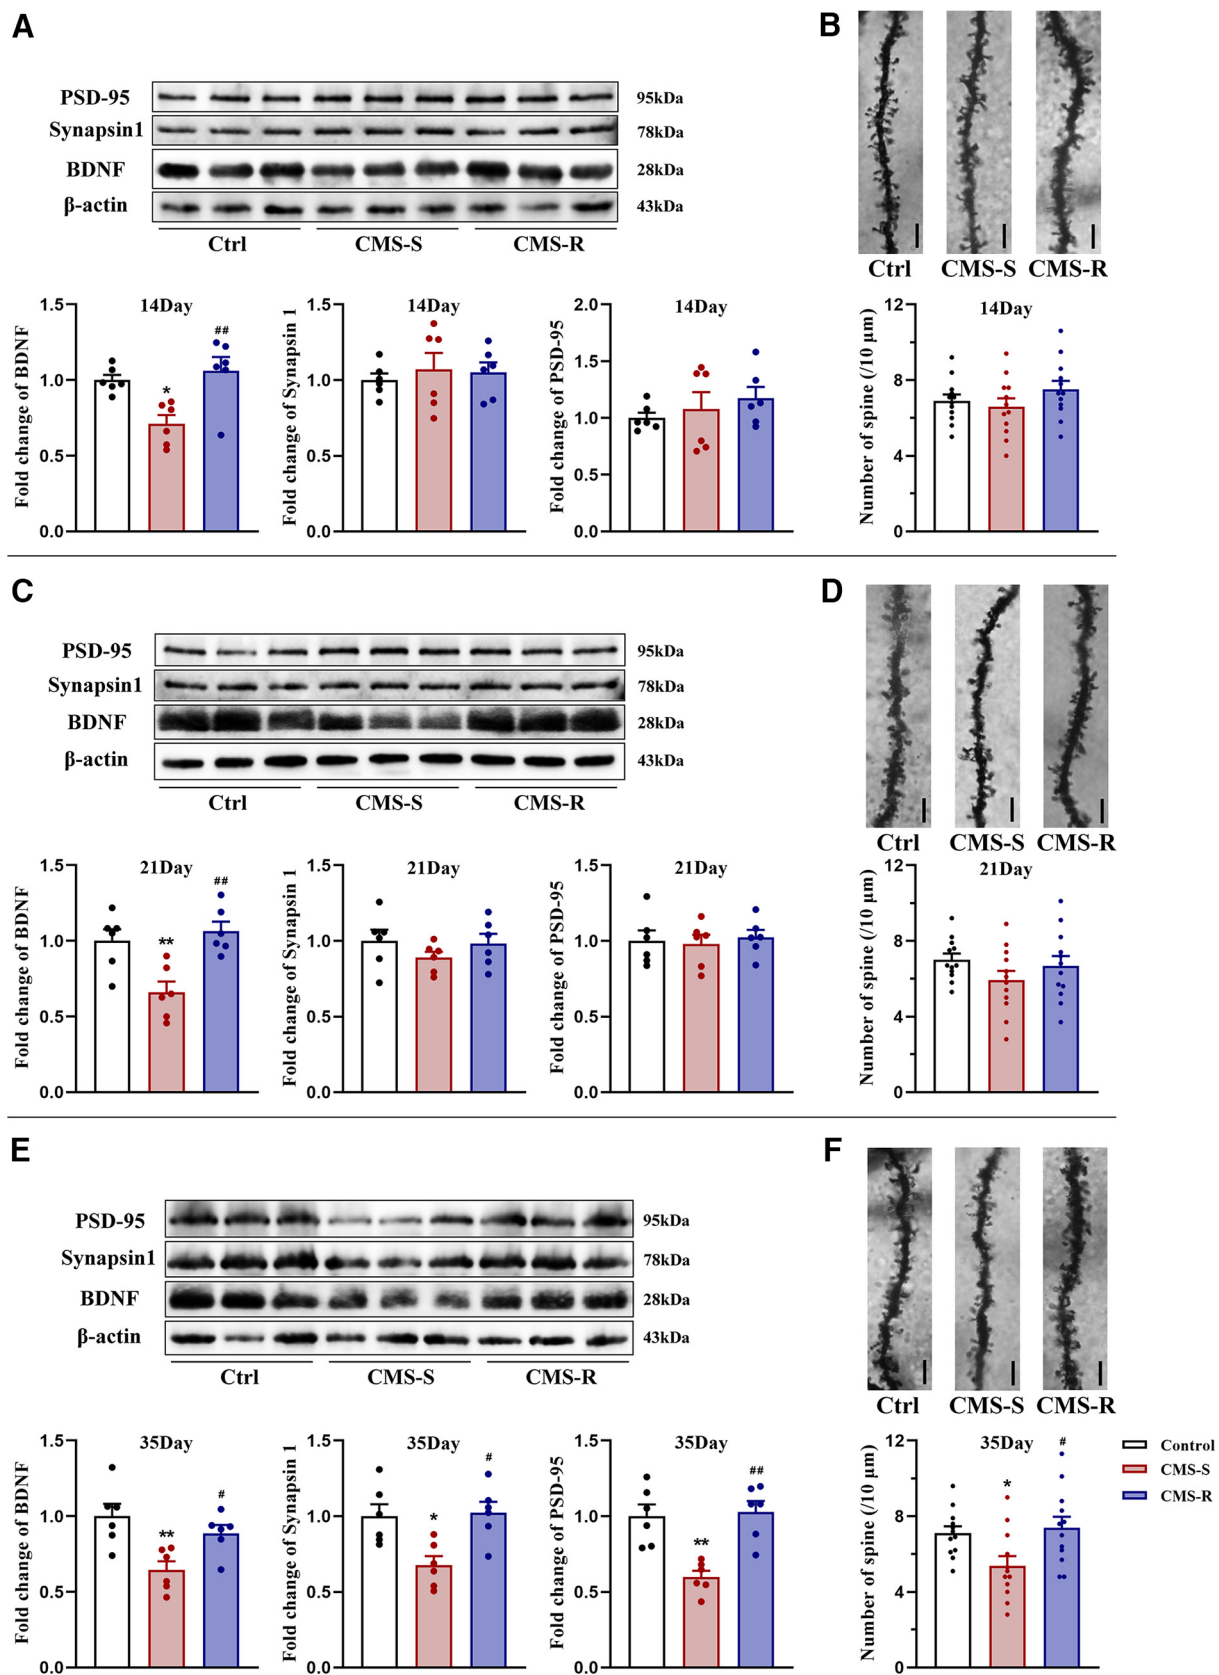 A
PSD-95
95kDa
Synapsin1
78kDa
BDNF
28kDa
β-actin
43kDa
Ctrl
CMS-S
CMS-R
B
Ctrl
CMS-S
CMS-R
Fold change of BDNF
14Day
1.5
1.0
0.5
0.0
*
##
Fold change of Synapsin 1
14Day
1.5
1.0
0.5
0.0
Fold change of PSD-95
14Day
2.0
1.5
1.0
0.5
0.0
Number of spine (/10 μm)
14Day
12
8
4
0
C
PSD-95
95kDa
Synapsin1
78kDa
BDNF
28kDa
β-actin
43kDa
Ctrl
CMS-S
CMS-R
D
Ctrl
CMS-S
CMS-R
Fold change of BDNF
21Day
1.5
1.0
0.5
0.0
**
##
Fold change of Synapsin 1
21Day
1.5
1.0
0.5
0.0
Fold change of PSD-95
21Day
1.5
1.0
0.5
0.0
Number of spine (/10 μm)
21Day
12
8
4
0
E
PSD-95
95kDa
Synapsin1
78kDa
BDNF
28kDa
β-actin
43kDa
Ctrl
CMS-S
CMS-R
F
Ctrl
CMS-S
CMS-R
Fold change of BDNF
35Day
1.5
1.0
0.5
0.0
**
#
Fold change of Synapsin 1
35Day
1.5
1.0
0.5
0.0
*
#
Fold change of PSD-95
35Day
1.5
1.0
0.5
0.0
**
##
Number of spine (/10 μm)
35Day
12
8
4
0
*
#
Control
CMS-S
CMS-R